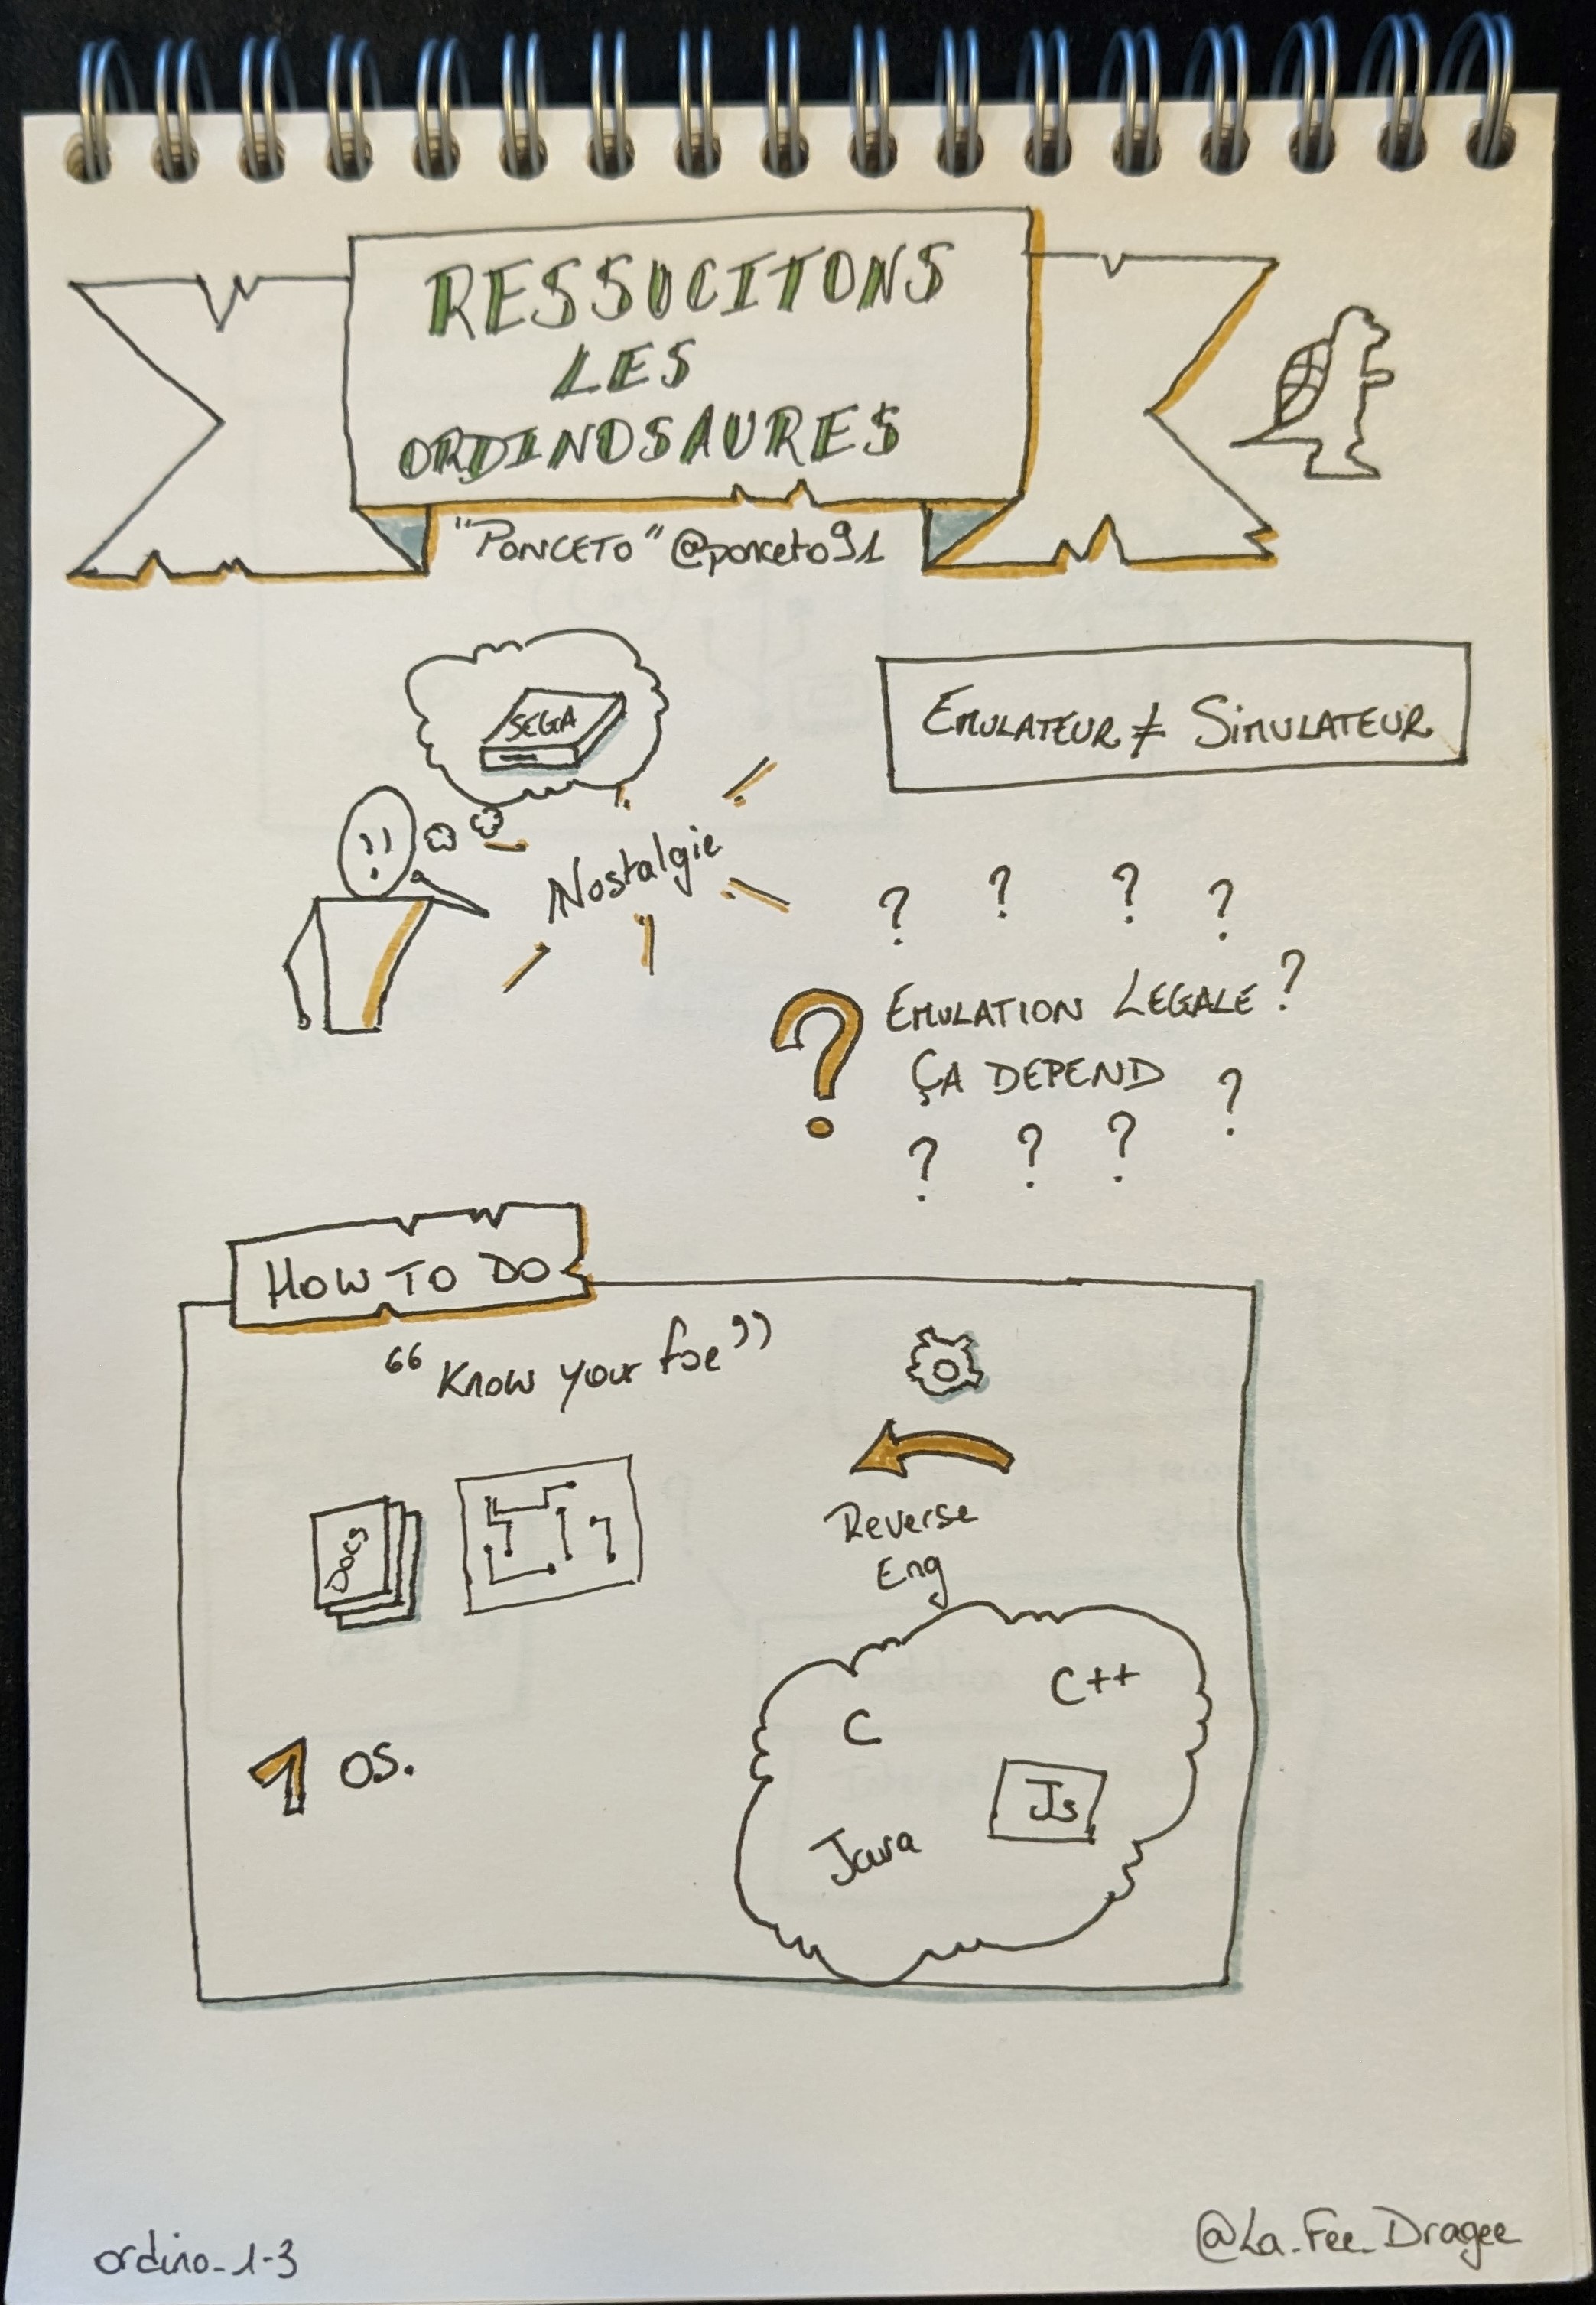 RESSUCITONS
LES
ORDINOSAURES
"PONCETO" @ponceto91
SEGA
Nostalgie
EMULATEUR ≠ SIMULATEUR
? ? ? ?
? EMULATION LEGALE ?
ÇA DEPEND ?
? ? ?
HOW TO DO
“Know your foe”
Docs
Reverse
Eng
1 OS.
C
C++
Java
Js
ordino_1-3
@La_Fee_Dragee